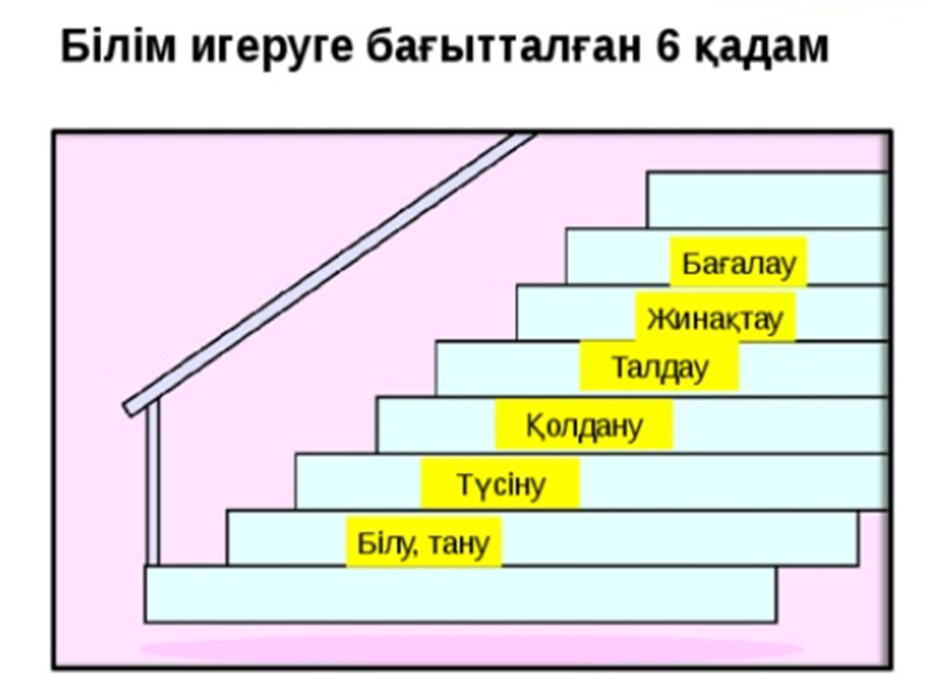 Білім игеруге бағытталған 6 қадам
Бағалау
Жинақтау
Талдау
Қолдану
Түсіну
Білу, тану